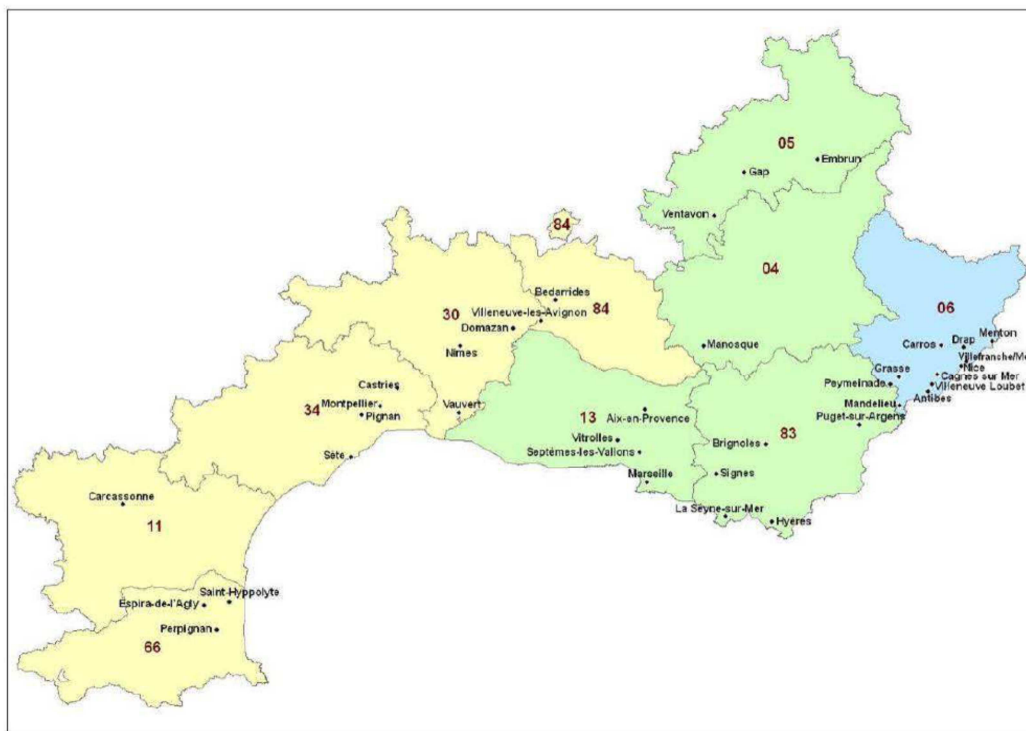 05
Embrun
Gap
Ventavon
84
04
Bedarrides
Villeneuve-les-Avignon
30
84
06
Domazan
Menton
Drap
Carros
Nîmes
Manosque
Villefranche/Me
Nice
Grasse
Cagnes sur Mer
Peymeinade
Villeneuve Loubet
Castries
Antibes
34
Montpellier
Vauvert
13
Mandelieu
Pignan
Aix-en-Provence
Puget-sur-Argens
83
Vitrolles
Brignoles
Sète
Septèmes-les-Vallons
Marseille
Signes
Carcassonne
La Seyne-sur-Mer
11
Hyères
Saint-Hyppolyte
Espira-de-l'Agly
Perpignan
66